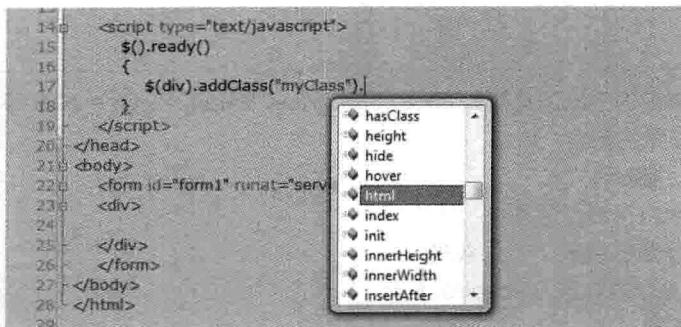 14 <script type="text/javascript">
15 $().ready()
16 {
17 $(div).addClass("myClass").
18 }
19 </script>
20 </head>
21 <body>
22 <form id="form1" runat="serv
23 <div>
24
25 </div>
26 </form>
27 </body>
28 </html>
29
hasClass
height
hide
hover
html
index
init
innerHeight
innerWidth
insertAfter